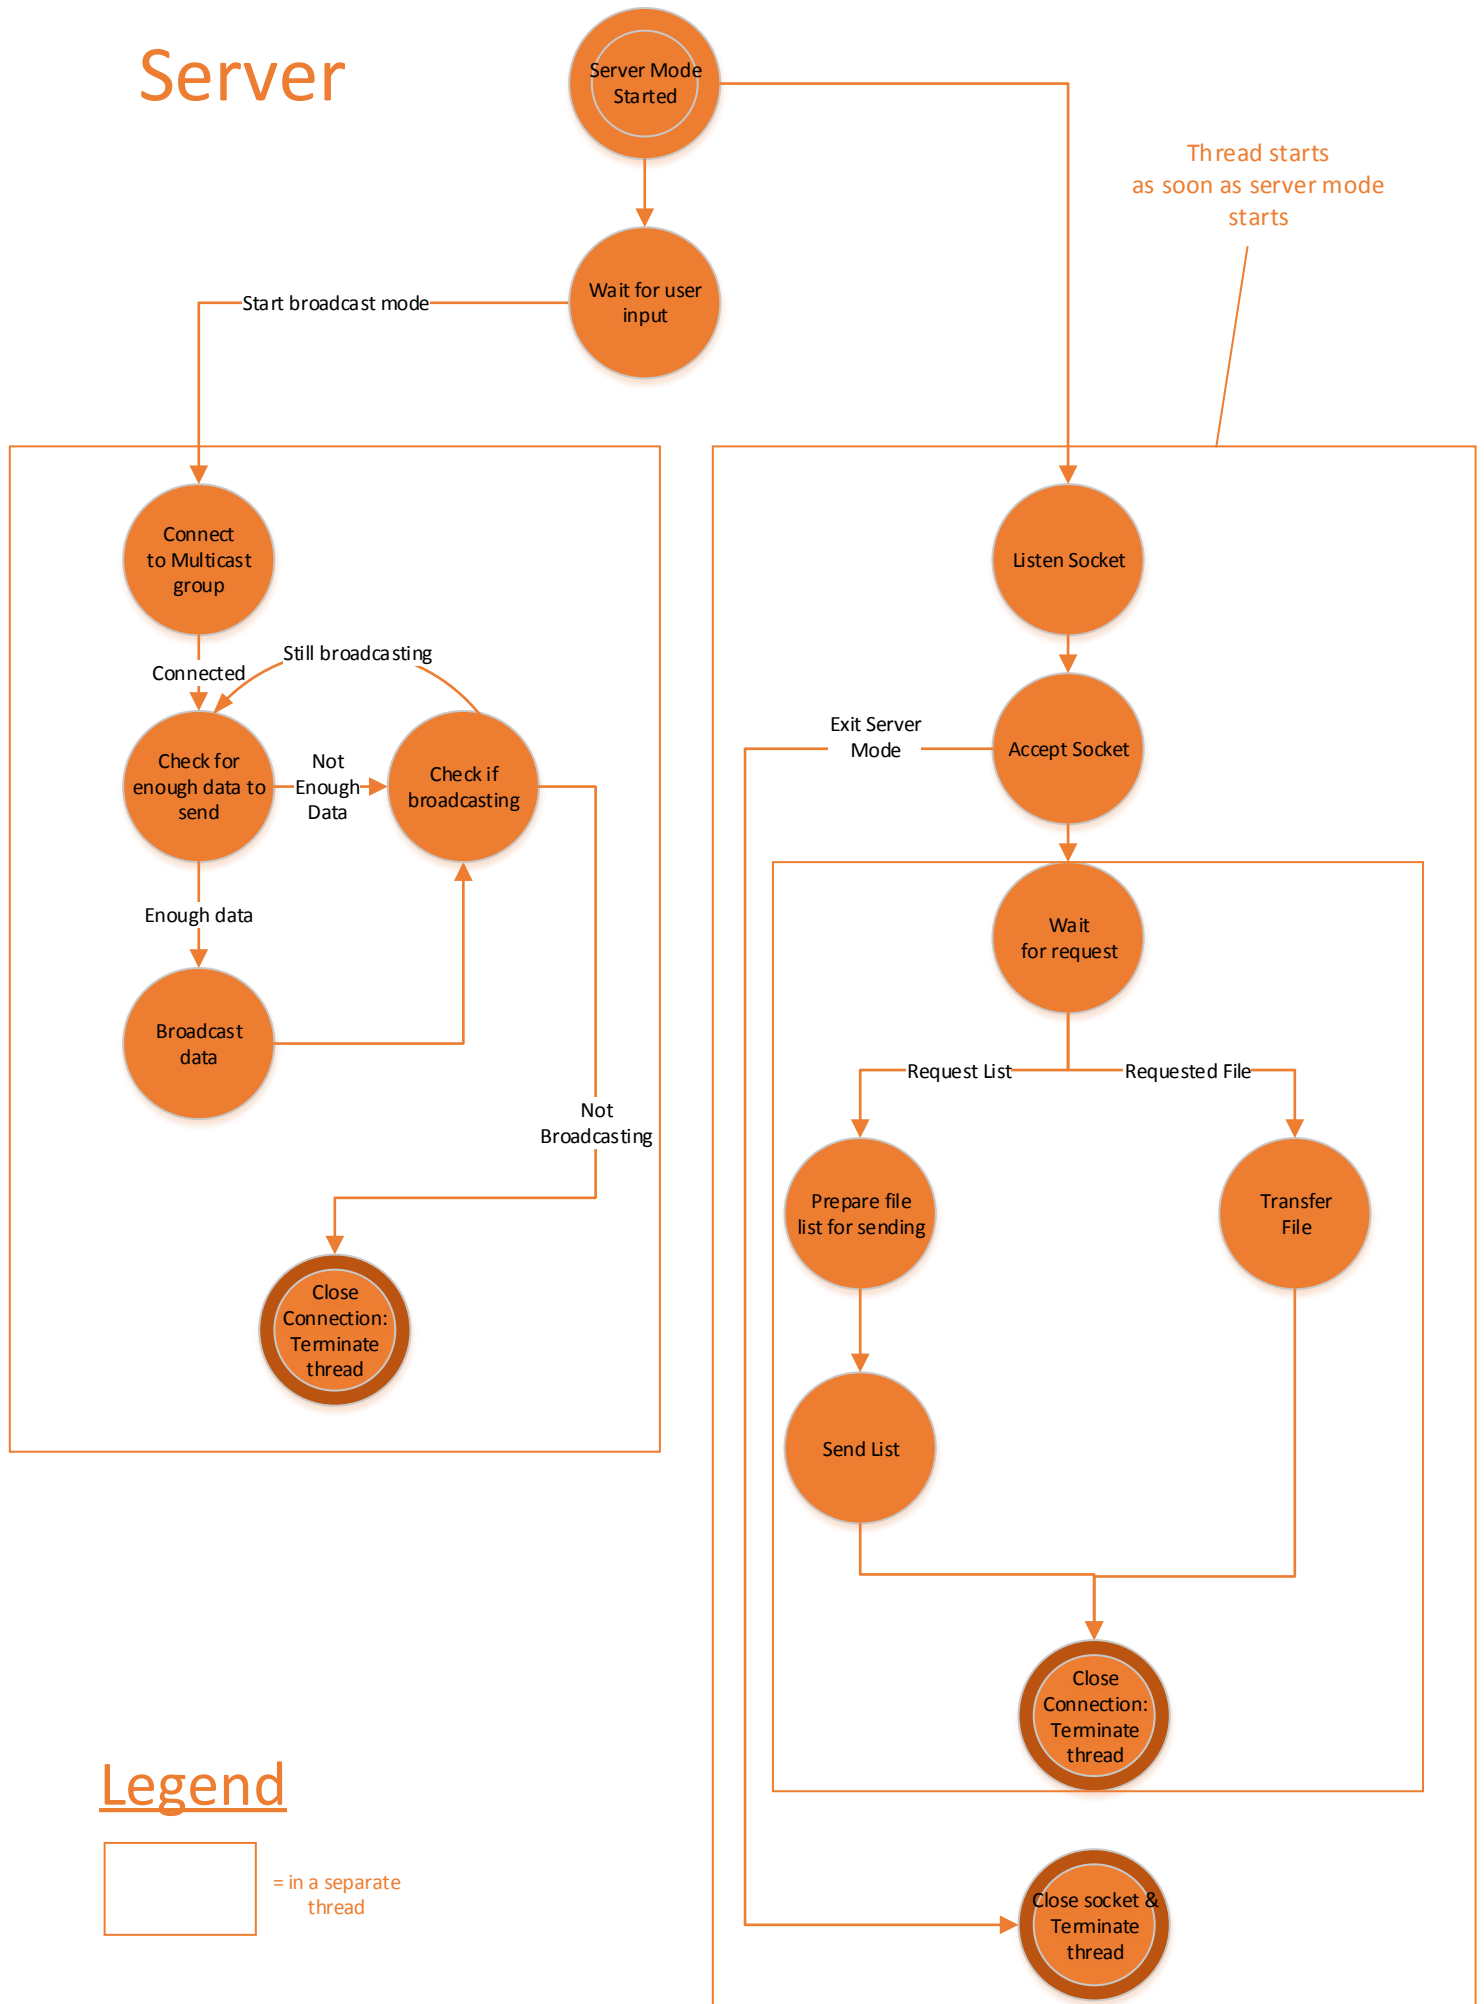 Server
Server Mode
Started
Thread starts
as soon as server mode
starts
Wait for user
input
Start broadcast mode
Connect
to Multicast
group
Connected
Still broadcasting
Check for
enough data to
send
Not
Enough
Data
Check if
broadcasting
Enough data
Broadcast
data
Not
Broadcasting
Close
Connection:
Terminate
thread
Listen Socket
Exit Server
Mode
Accept Socket
Wait
for request
Request List
Requested File
Prepare file
list for sending
Transfer
File
Send List
Close
Connection:
Terminate
thread
Close socket &
Terminate
thread
Legend
= in a separate
thread